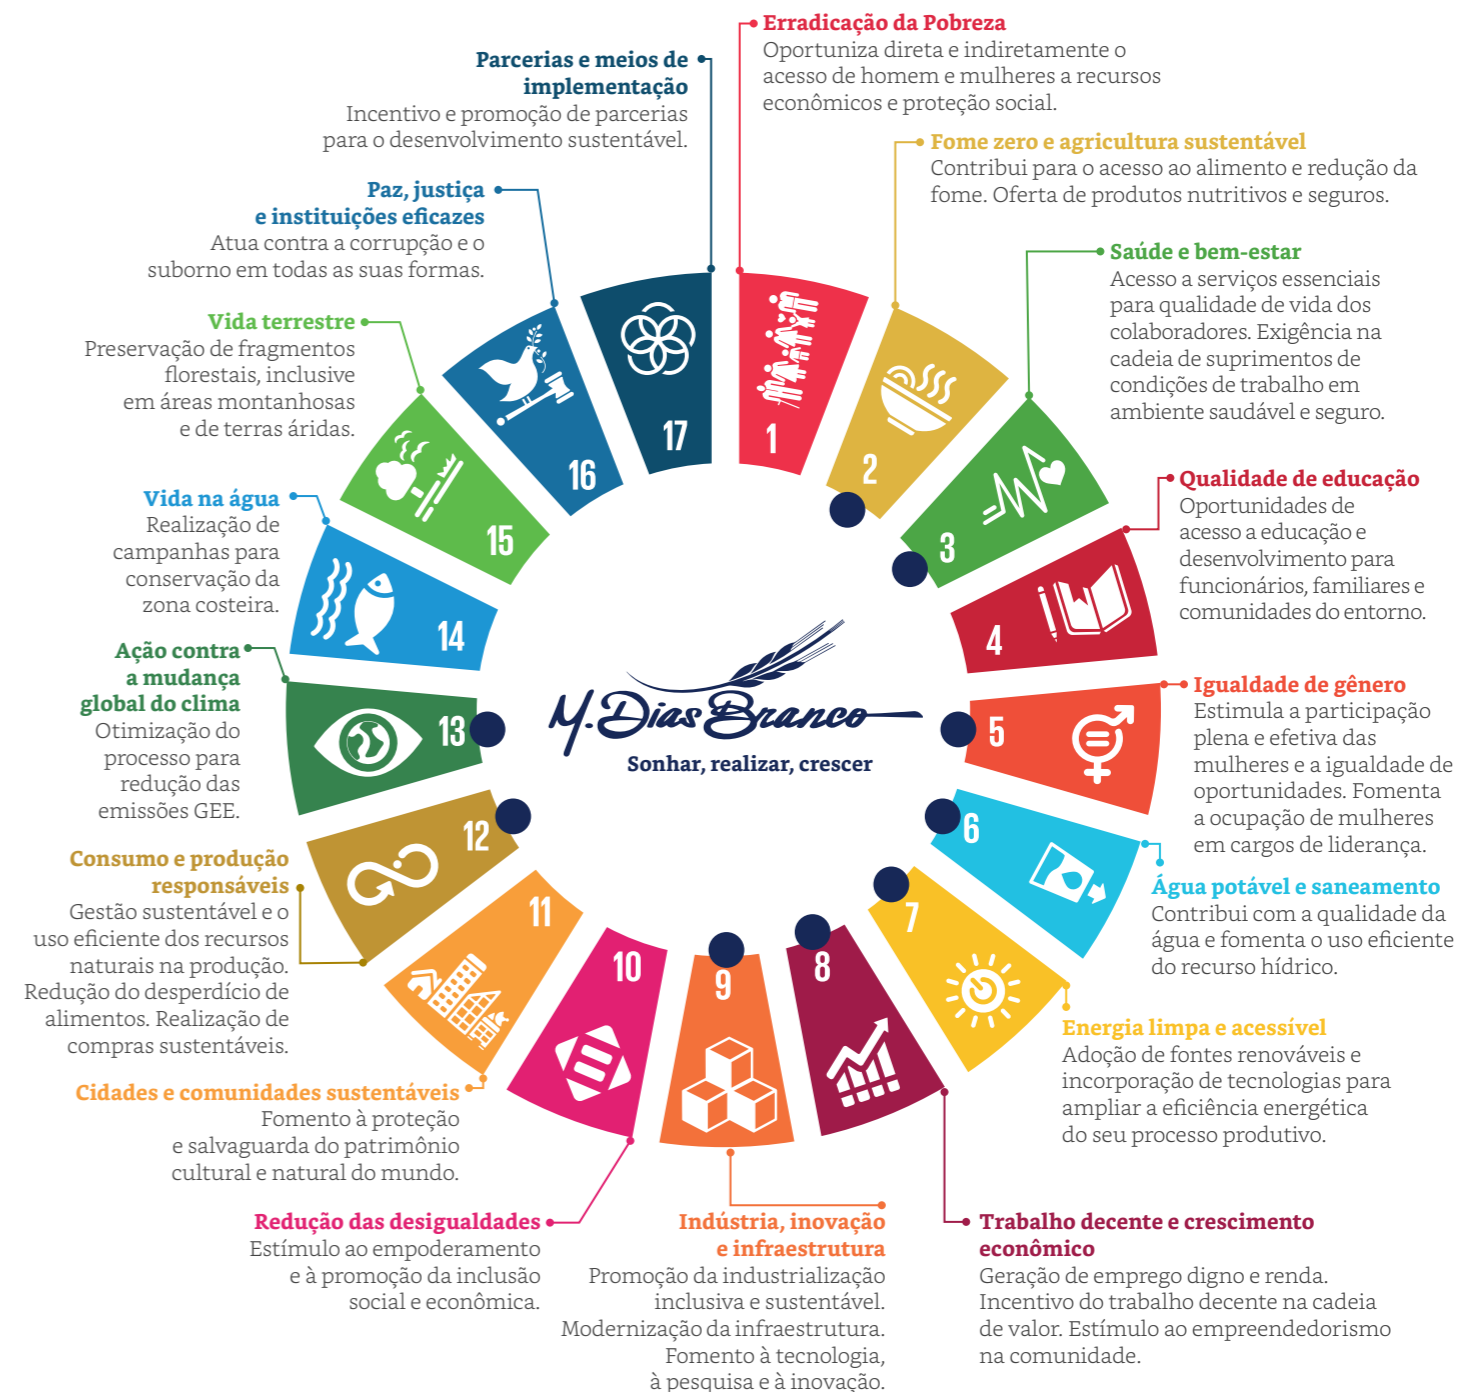 Erradicação da Pobreza
Oportuniza direta e indiretamente o
acesso de homem e mulheres a recursos
econômicos e proteção social.
Fome zero e agricultura sustentável
Contribui para o acesso ao alimento e redução da
fome. Oferta de produtos nutritivos e seguros.
Saúde e bem-estar
Acesso a serviços essenciais
para qualidade de vida dos
colaboradores. Exigência na
cadeia de suprimentos de
condições de trabalho em
ambiente saudável e seguro.
Qualidade de educação
Oportunidades de
acesso a educação e
desenvolvimento para
funcionários, familiares e
comunidades do entorno.
Igualdade de gênero
Estimula a participação
plena e efetiva das
mulheres e a igualdade de
oportunidades. Fomenta
a ocupação de mulheres
em cargos de liderança.
Água potável e saneamento
Contribui com a qualidade da
água e fomenta o uso eficiente
do recurso hídrico.
Energia limpa e acessível
Adoção de fontes renováveis e
incorporação de tecnologias para
ampliar a eficiência energética
do seu processo produtivo.
Trabalho decente e crescimento
econômico
Geração de emprego digno e renda.
Incentivo do trabalho decente na cadeia
de valor. Estímulo ao empreendedorismo
na comunidade.
Indústria, inovação
e infraestrutura
Promoção da industrialização
inclusiva e sustentável.
Modernização da infraestrutura.
Fomento à tecnologia,
à pesquisa e à inovação.
Redução das desigualdades
Estímulo ao empoderamento
e à promoção da inclusão
social e econômica.
Cidades e comunidades sustentáveis
Fomento à proteção
e salvaguarda do patrimônio
cultural e natural do mundo.
Consumo e produção
responsáveis
Gestão sustentável e o
uso eficiente dos recursos
naturais na produção.
Redução do desperdício de
alimentos. Realização de
compras sustentáveis.
Ação contra
a mudança
global do clima
Otimização do
processo para
redução das
emissões GEE.
Vida na água
Realização de
campanhas para
conservação da
zona costeira.
Vida terrestre
Preservação de fragmentos
florestais, inclusive
em áreas montanhosas
e de terras áridas.
Paz, justiça
e instituições eficazes
Atua contra a corrupção e o
suborno em todas as suas formas.
Parcerias e meios de
implementação
Incentivo e promoção de parcerias
para o desenvolvimento sustentável.
1
2
3
4
5
6
7
8
9
10
11
12
13
14
15
16
17
M. Dias Branco
Sonhar, realizar, crescer